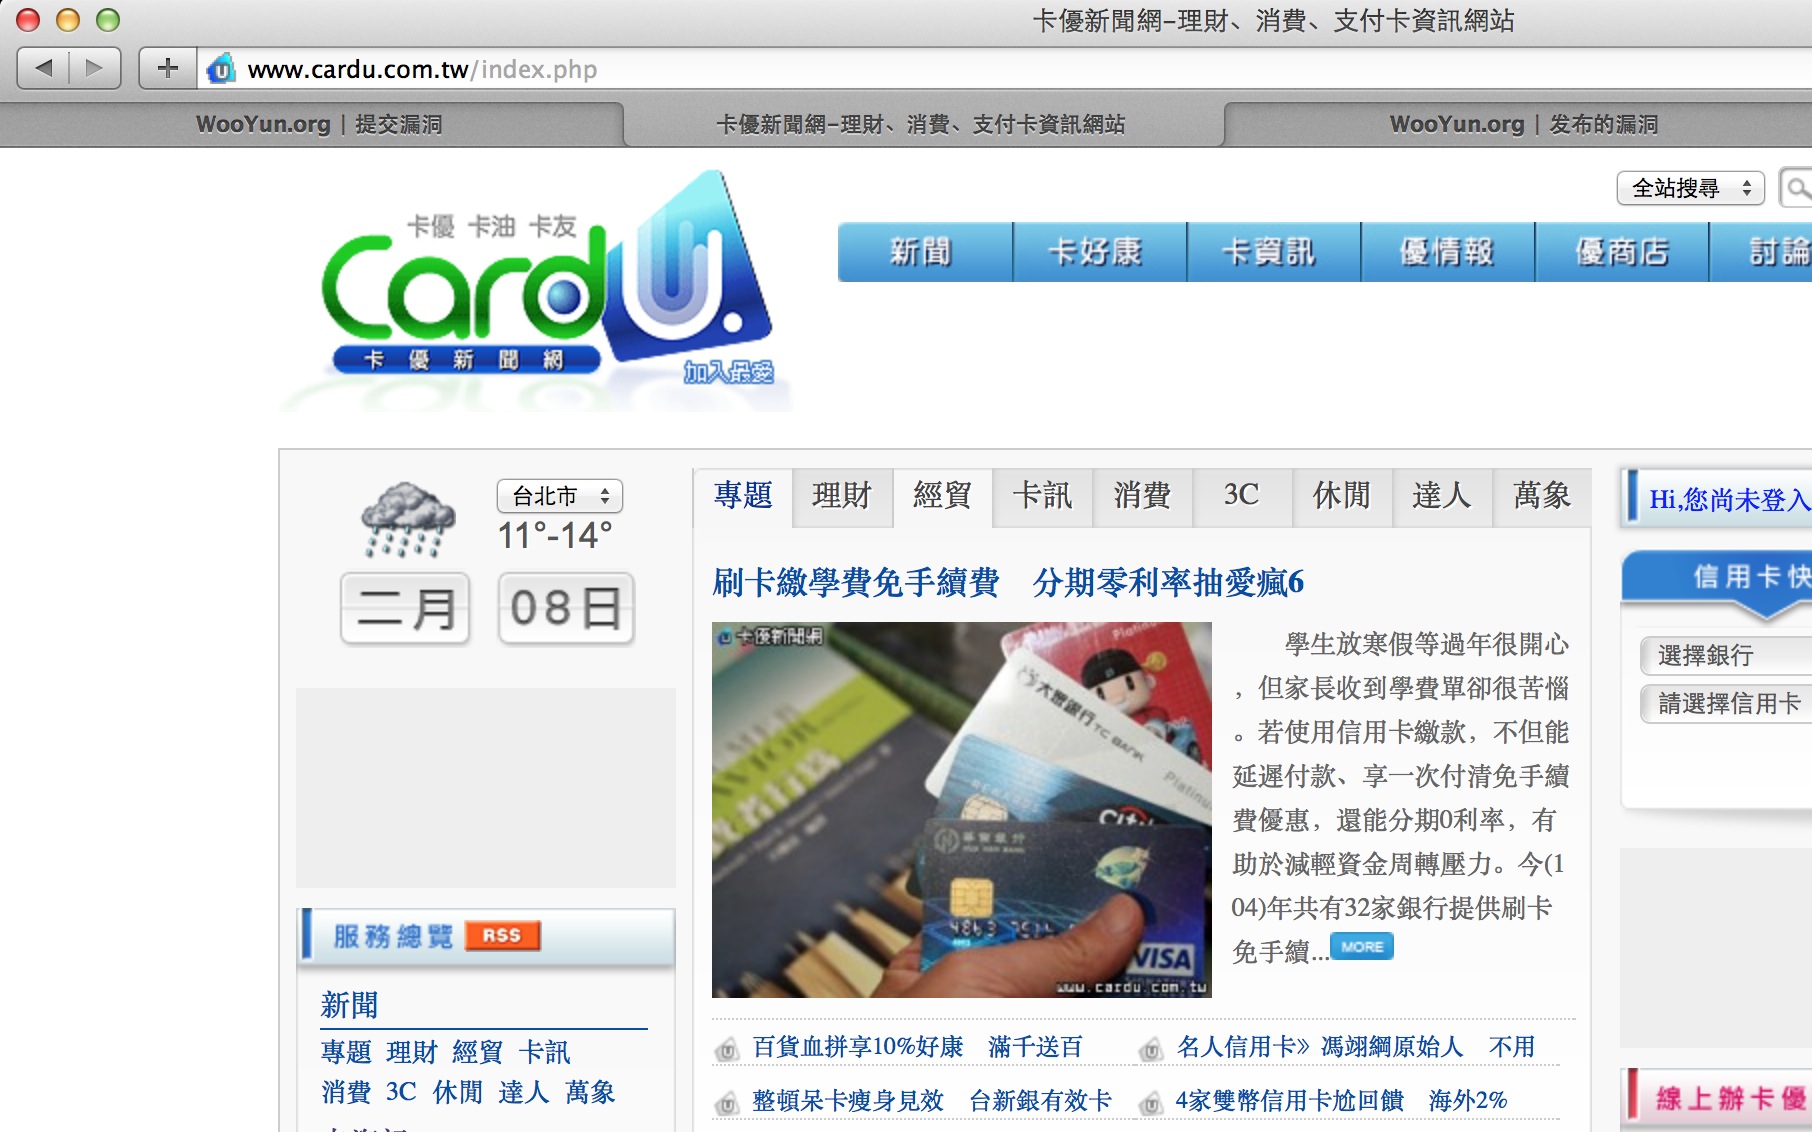 卡優新聞網-理財、消費、支付卡資訊網站
www.cardu.com.tw/index.php
WooYun.org | 提交漏洞
卡優新聞網-理財、消費、支付卡資訊網站
WooYun.org | 发布的漏洞
全站搜尋
卡優 卡油 卡友
CardU.
卡優新聞網
加入最愛
新聞
卡好康
卡資訊
優情報
優商店
討論
台北市
11°-14°
二月
08日
專題
理財
經貿
卡訊
消費
3C
休閒
達人
萬象
Hi,您尚未登入
刷卡繳學費免手續費　分期零利率抽愛瘋6
卡優新聞網
Platinum
大眾銀行 TC BANK
Platinu
Citi
VISA
www.cardu.com.tw
學生放寒假等過年很開心
，但家長收到學費單卻很苦惱
。若使用信用卡繳款，不但能
延遲付款、享一次付清免手續
費優惠，還能分期0利率，有
助於減輕資金周轉壓力。今(1
04)年共有32家銀行提供刷卡
免手續...
MORE
信用卡快
選擇銀行
請選擇信用卡
服務總覽 RSS
新聞
專題 理財 經貿 卡訊
消費 3C 休閒 達人 萬象
百貨血拼享10%好康　滿千送百
名人信用卡》馮翊綱原始人　不用
整頓呆卡瘦身見效　台新銀有效卡
4家雙幣信用卡尬回饋　海外2%
線上辦卡優